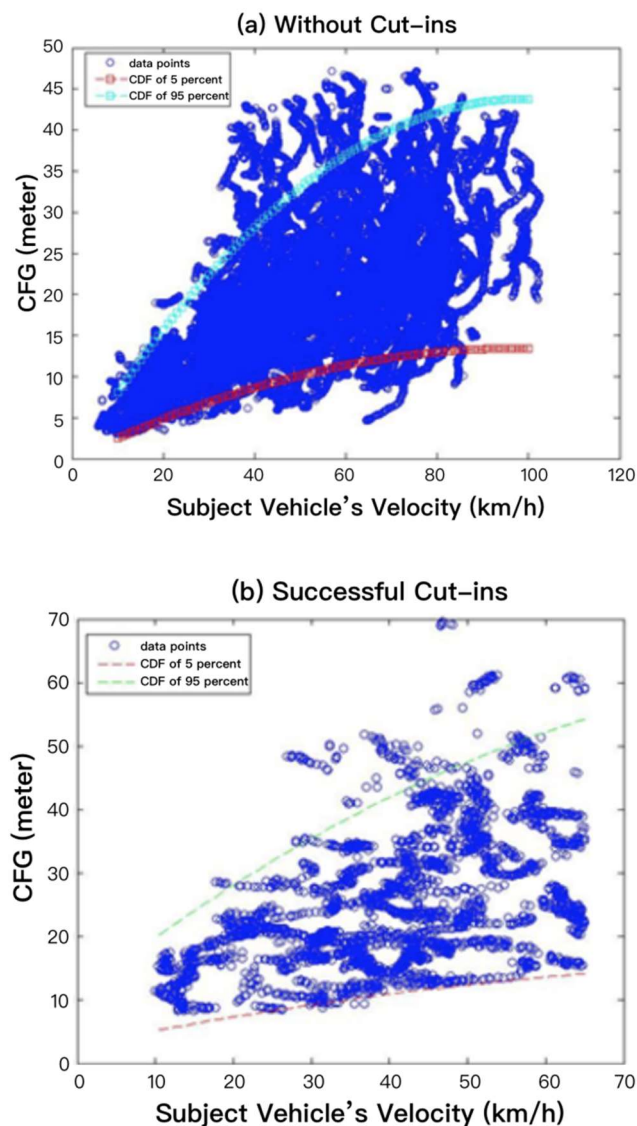 (a) Without Cut-ins
50
data points
45
CDF of 5 percent
CDF of 95 percent
40
35
30
25
20
15
10
5
0
0 20 40 60 80 100 120
CFG (meter)
Subject Vehicle's Velocity (km/h)
(b) Successful Cut-ins
70
data points
CDF of 5 percent
60
CDF of 95 percent
50
40
30
20
10
0
0 10 20 30 40 50 60 70
CFG (meter)
Subject Vehicle's Velocity (km/h)